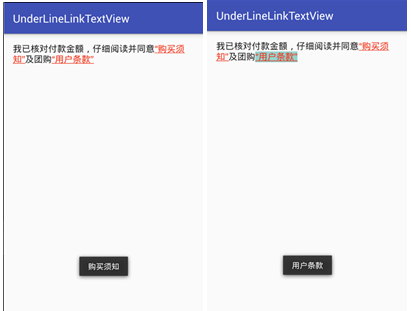 UnderLineLinkTextView
我已核对付款金额，仔细阅读并同意“购买须
知”及团购“用户条款”
购买须知
UnderLineLinkTextView
我已核对付款金额，仔细阅读并同意“购买须
知”及团购“用户条款”
用户条款